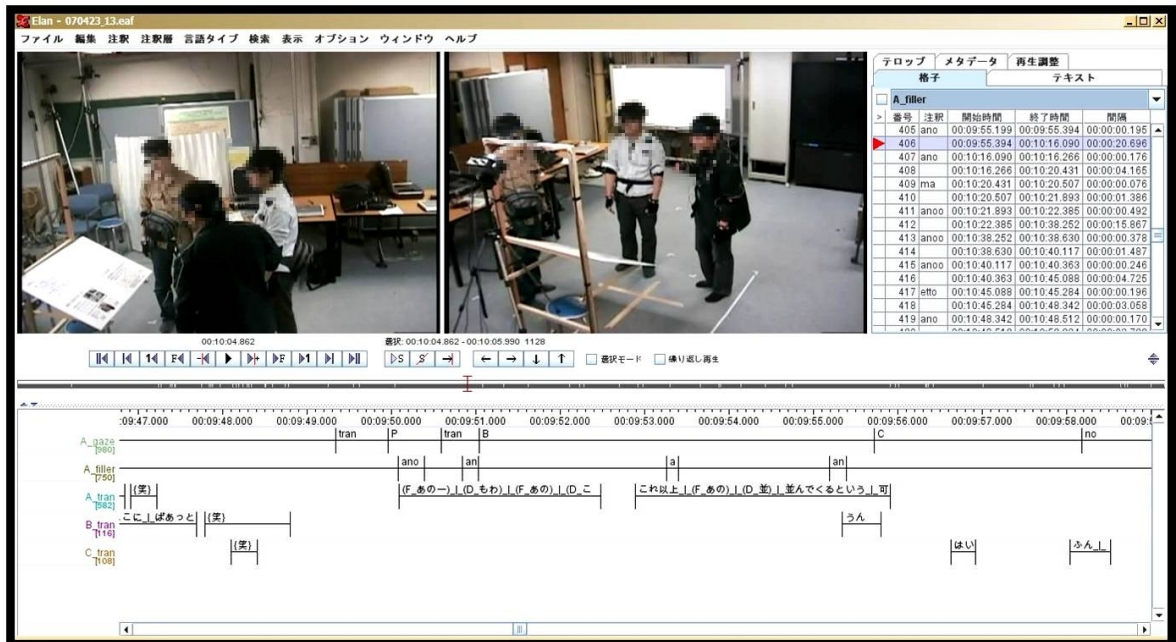 Elan - 070423_13.eaf
ファイル 編集 注釈 注釈層 言語タイプ 検索 表示 オプション ウィンドウ ヘルプ
テロップ メタデータ 再生調整
格子 テキスト
A_filler
> 番号 注釈 開始時間 終了時間 間隔
405 ano 00:09:55.199 00:09:55.394 00:00:00.195
406 00:09:55.394 00:10:16.090 00:00:20.696
407 ano 00:10:16.090 00:10:16.266 00:00:00.176
408 00:10:16.266 00:10:20.431 00:00:04.165
409 ma 00:10:20.431 00:10:20.507 00:00:00.076
410 00:10:20.507 00:10:21.893 00:00:01.386
411 anoo 00:10:21.893 00:10:22.385 00:00:00.492
412 00:10:22.385 00:10:38.252 00:00:15.867
413 anoo 00:10:38.252 00:10:38.630 00:00:00.378
414 00:10:38.630 00:10:40.117 00:00:01.487
415 anoo 00:10:40.117 00:10:40.363 00:00:00.246
416 00:10:40.363 00:10:45.088 00:00:04.725
417 etto 00:10:45.088 00:10:45.284 00:00:00.196
418 00:10:45.284 00:10:48.342 00:00:03.058
419 ano 00:10:48.342 00:10:48.512 00:00:00.170
00:10:04.862 選択: 00:10:04.862 - 00:10:05.990 1128
1 F F 1 S S 選択モード 繰り返し再生
:09:47.000 00:09:48.000 00:09:49.000 00:09:50.000 00:09:51.000 00:09:52.000 00:09:53.000 00:09:54.000 00:09:55.000 00:09:56.000 00:09:57.000 00:09:58.000 00:09:
A_gaze tran P tran B C no
[980]
A_filler ano an a an
[750]
A_tran {笑} (F_あのー)_|_(D_もわ)_|_(F_あの)_|_(D_こ これ以上_|_(F_あの)_|_(D_並)_|_並んでくるという_|_可
[582]
B_tran こに_|_ぱあっと {笑} うん
[116]
C_tran {笑} はい ふん_|_
[108]